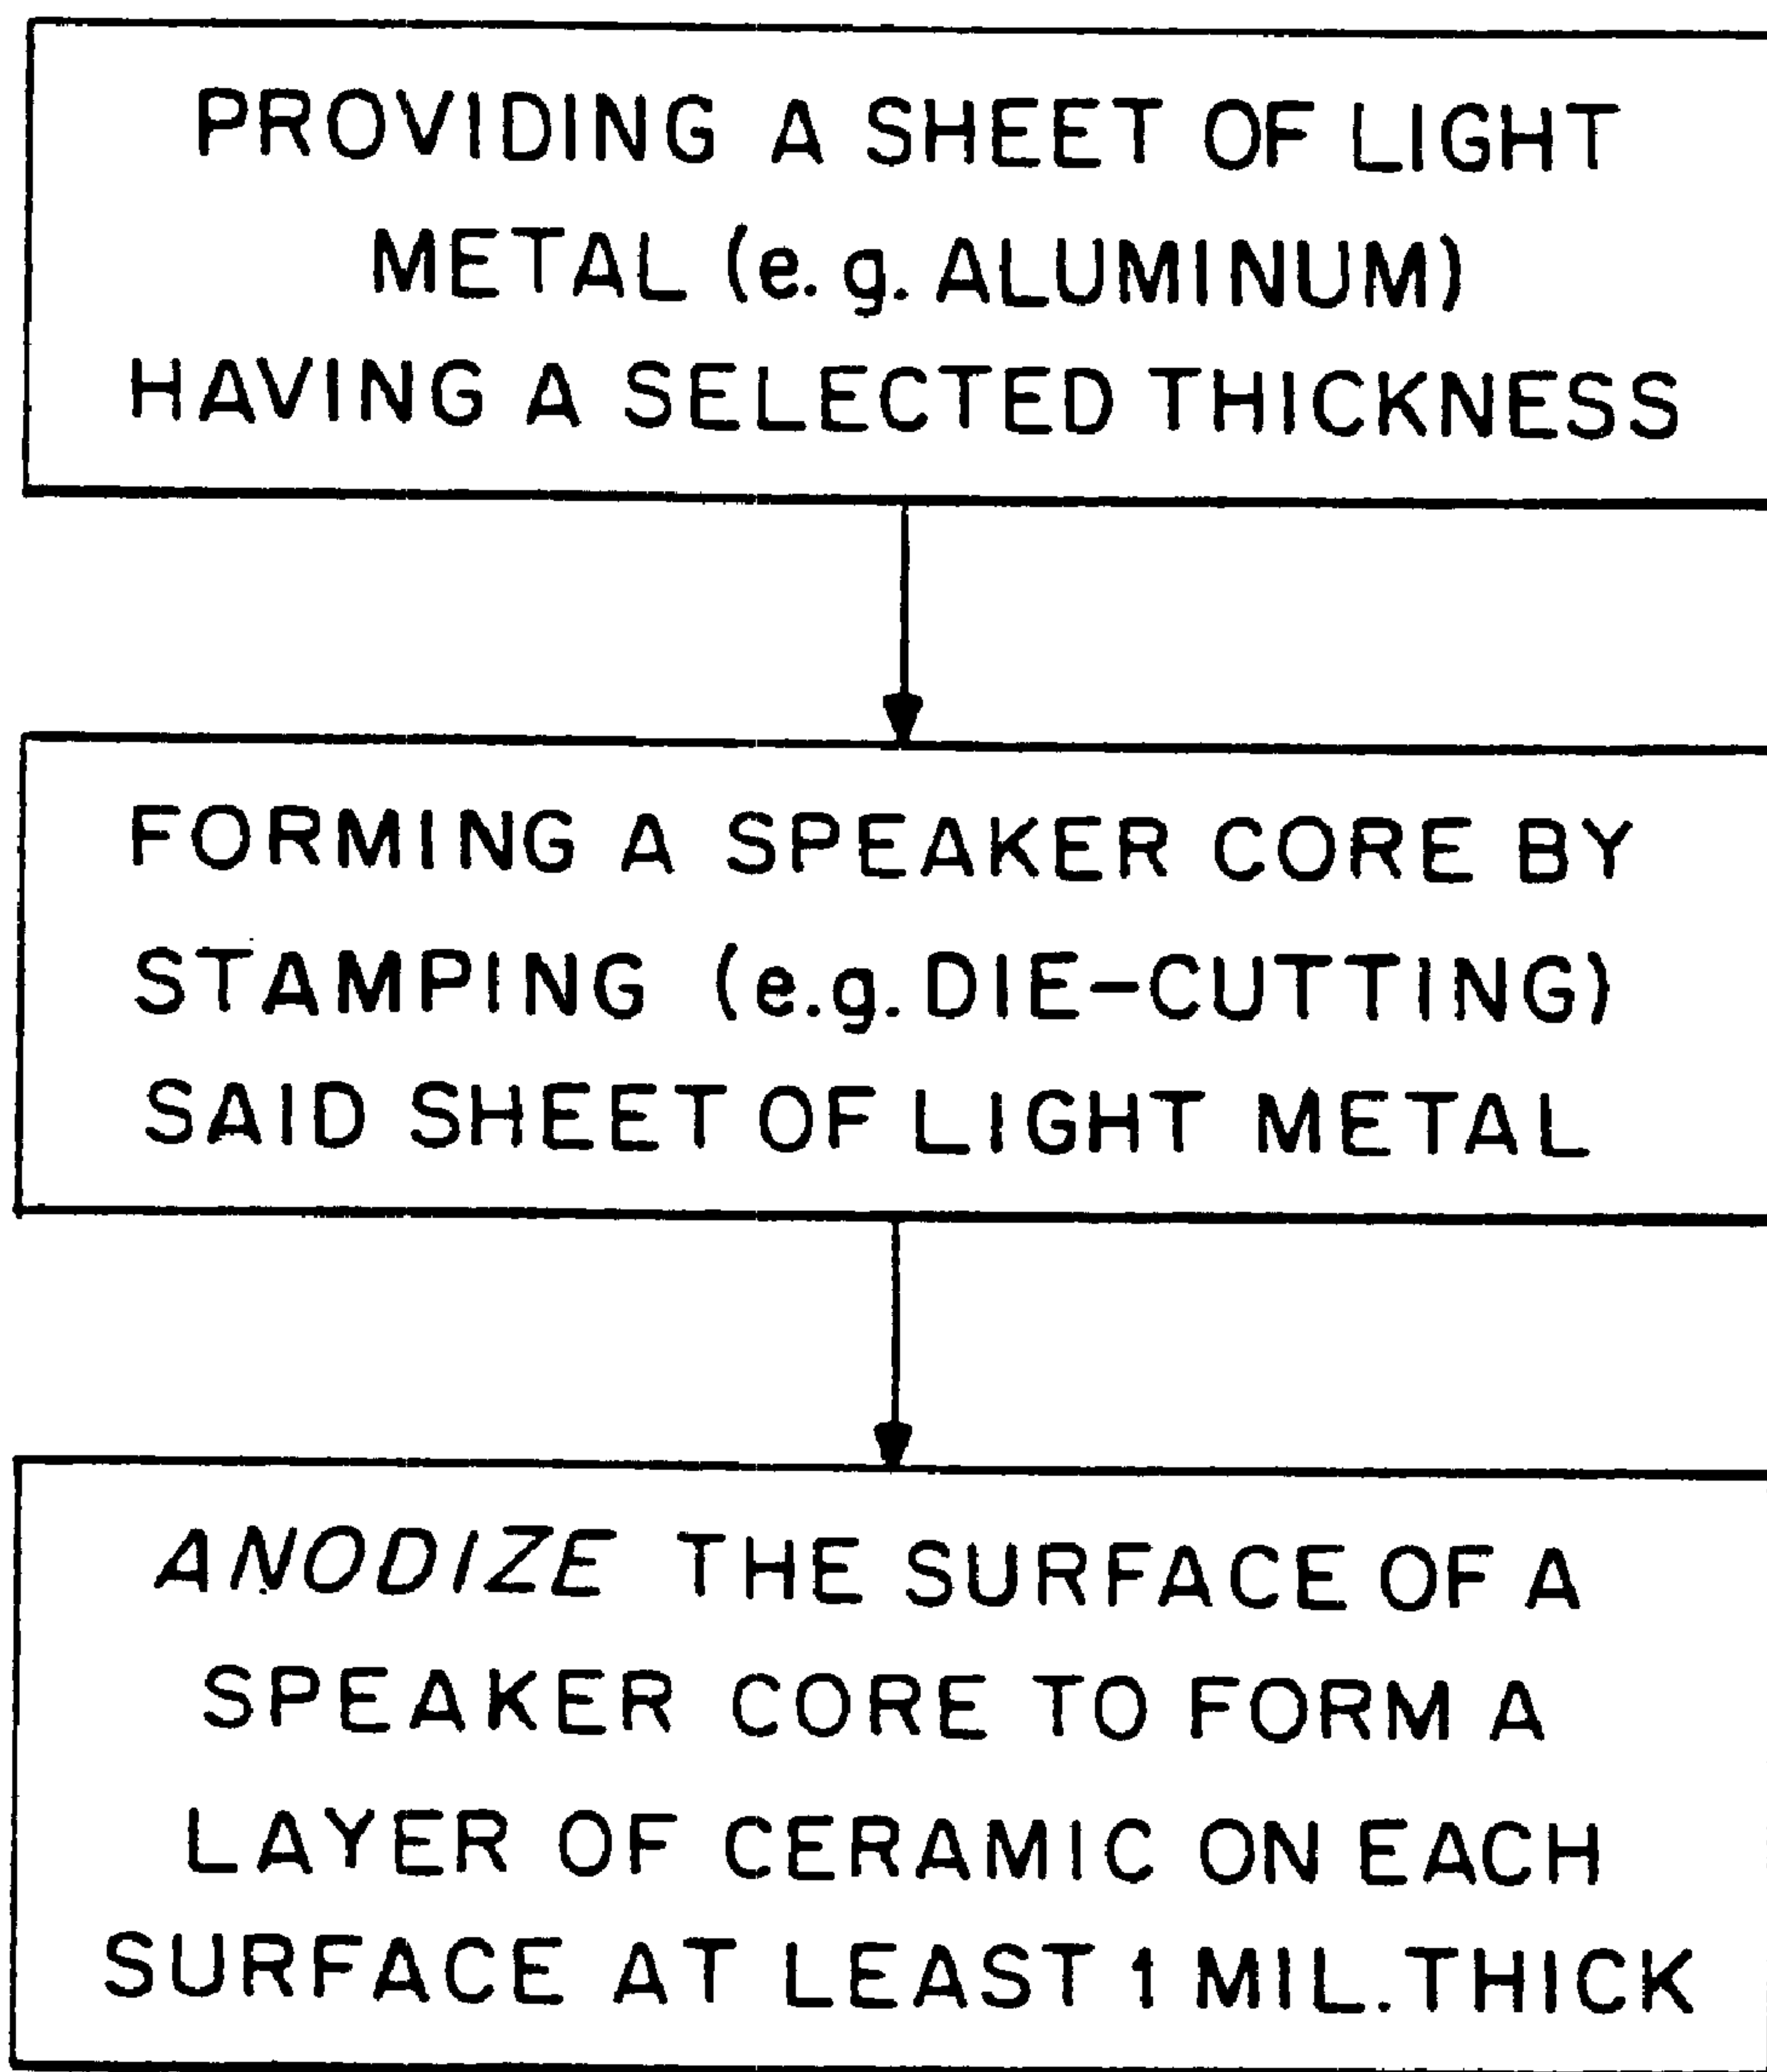 PROVIDING A SHEET OF LIGHT
METAL (e.g. ALUMINUM)
HAVING A SELECTED THICKNESS
FORMING A SPEAKER CORE BY
STAMPING (e.g. DIE-CUTTING)
SAID SHEET OF LIGHT METAL
ANODIZE THE SURFACE OF A
SPEAKER CORE TO FORM A
LAYER OF CERAMIC ON EACH
SURFACE AT LEAST 1 MIL. THICK